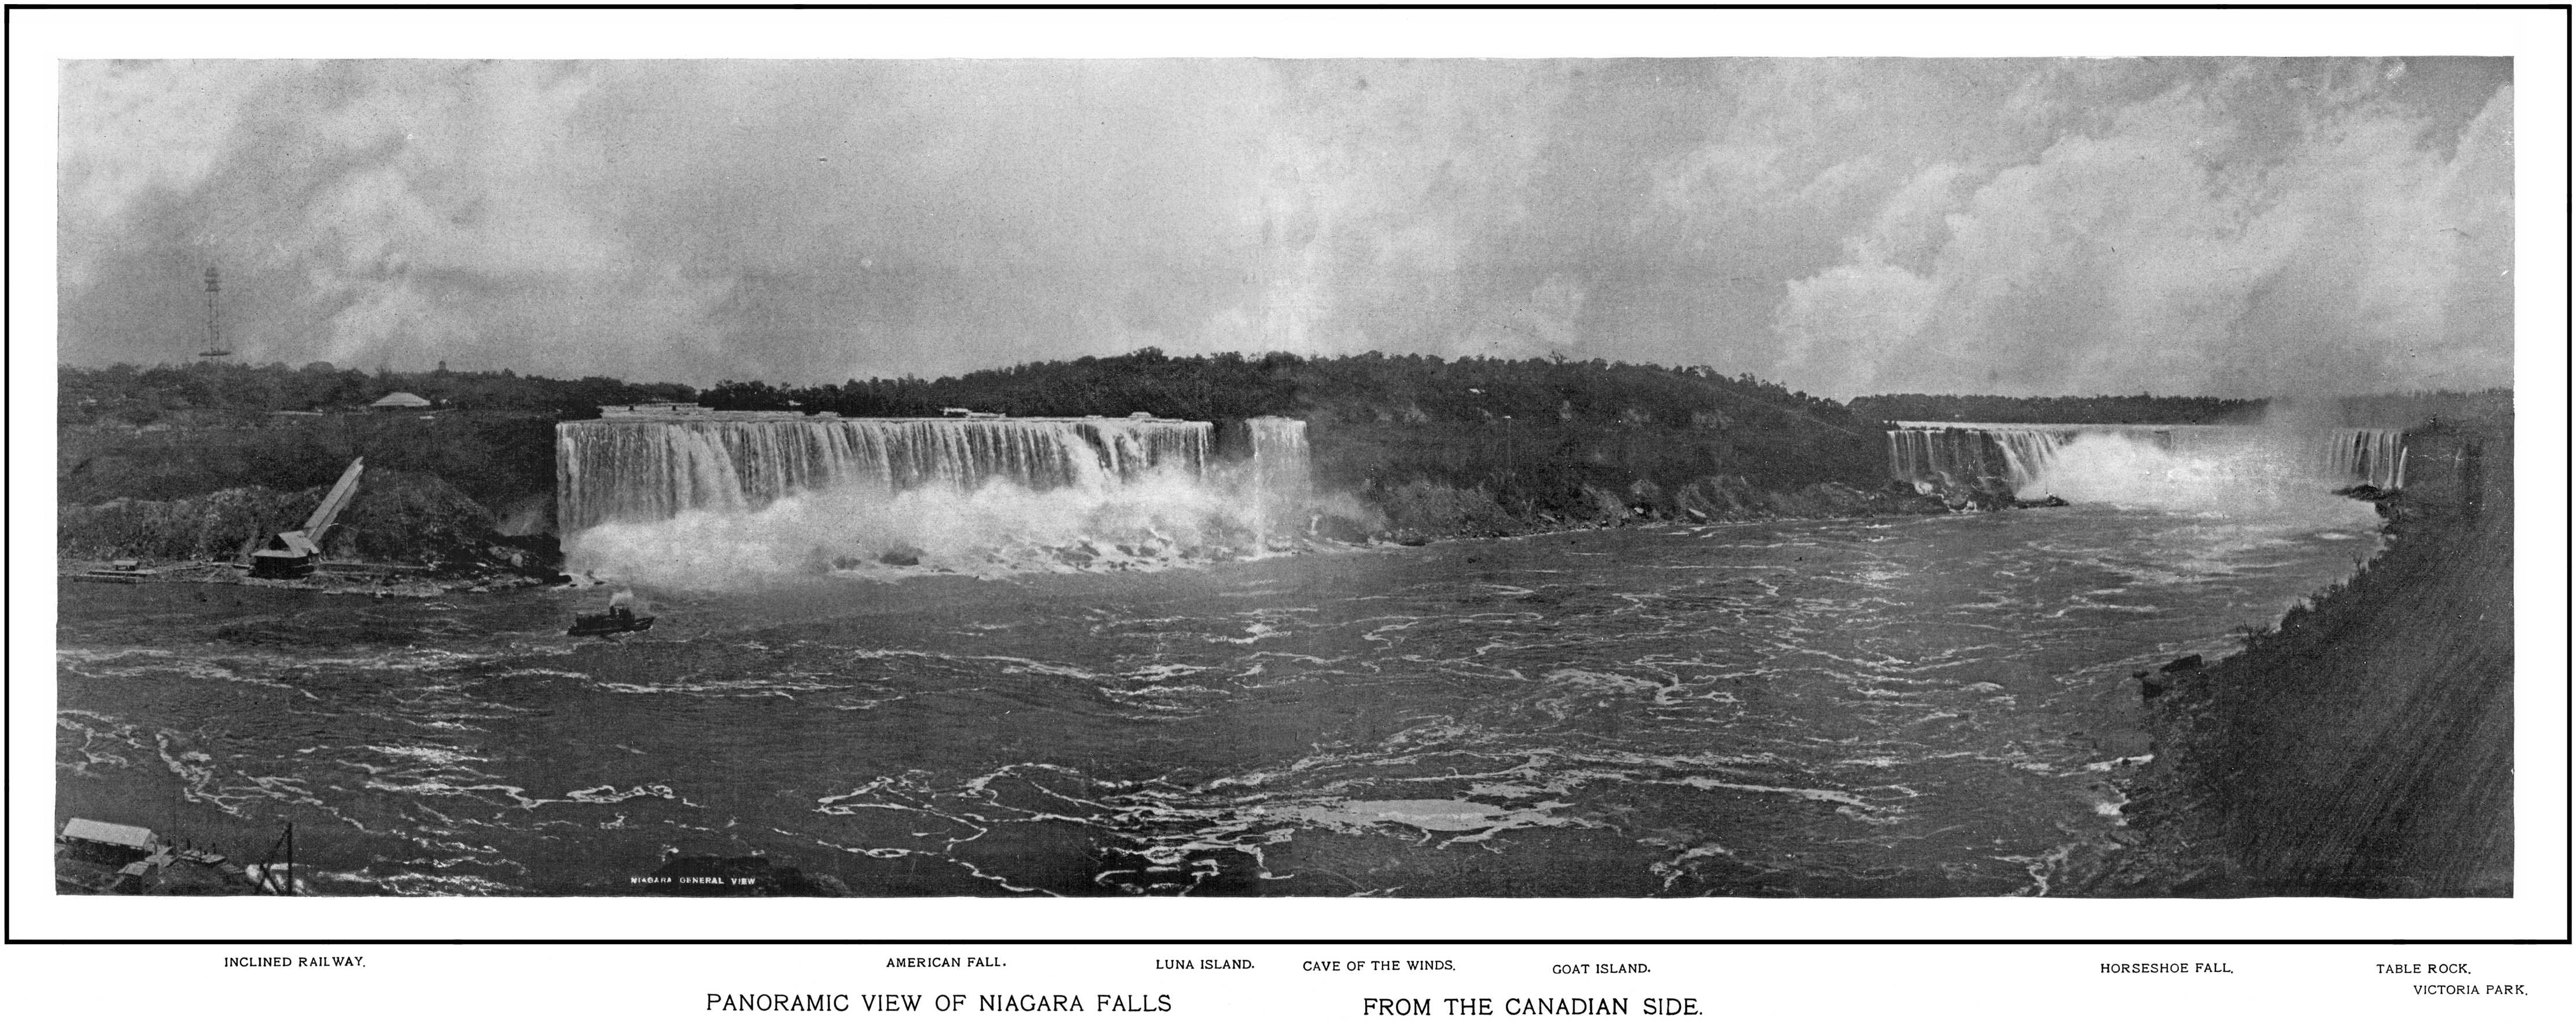 NIAGARA GENERAL VIEW
INCLINED RAILWAY.
AMERICAN FALL.
LUNA ISLAND.
CAVE OF THE WINDS.
GOAT ISLAND.
HORSESHOE FALL.
TABLE ROCK.
VICTORIA PARK.
PANORAMIC VIEW OF NIAGARA FALLS FROM THE CANADIAN SIDE.